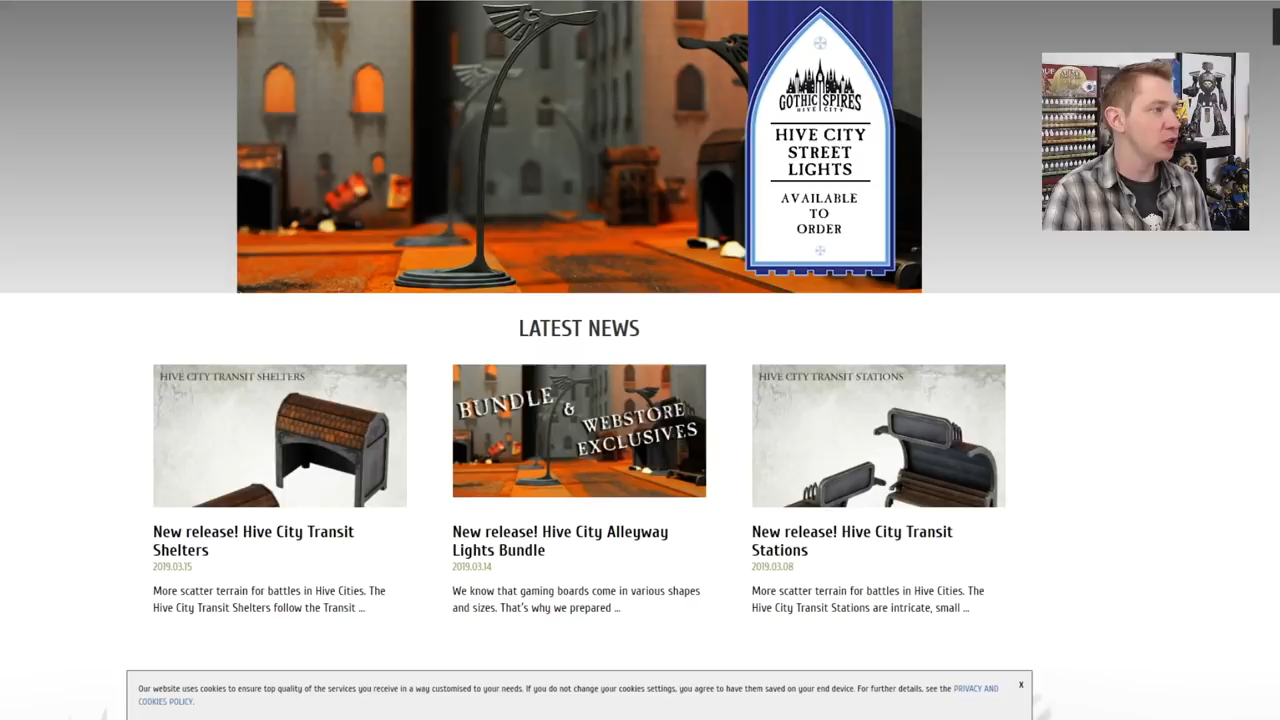 GOTHIC SPIRES
HIVE CITY
HIVE CITY
STREET
LIGHTS
AVAILABLE
TO
ORDER
LATEST NEWS
HIVE CITY TRANSIT SHELTERS
BUNDLE
&
WEBSTORE
EXCLUSIVES
HIVE CITY TRANSIT STATIONS
New release! Hive City Transit
Shelters
2019.03.15
More scatter terrain for battles in Hive Cities. The
Hive City Transit Shelters follow the Transit ...
New release! Hive City Alleyway
Lights Bundle
2019.03.14
We know that gaming boards come in various shapes
and sizes. That's why we prepared ...
New release! Hive City Transit
Stations
2019.03.08
More scatter terrain for battles in Hive Cities. The
Hive City Transit Stations are intricate, small ...
Our website uses cookies to ensure top quality of the services you receive in a way customised to your needs. If you do not change your cookies settings, you agree to have them saved on your end device. For further details, see the PRIVACY AND
COOKIES POLICY.
X